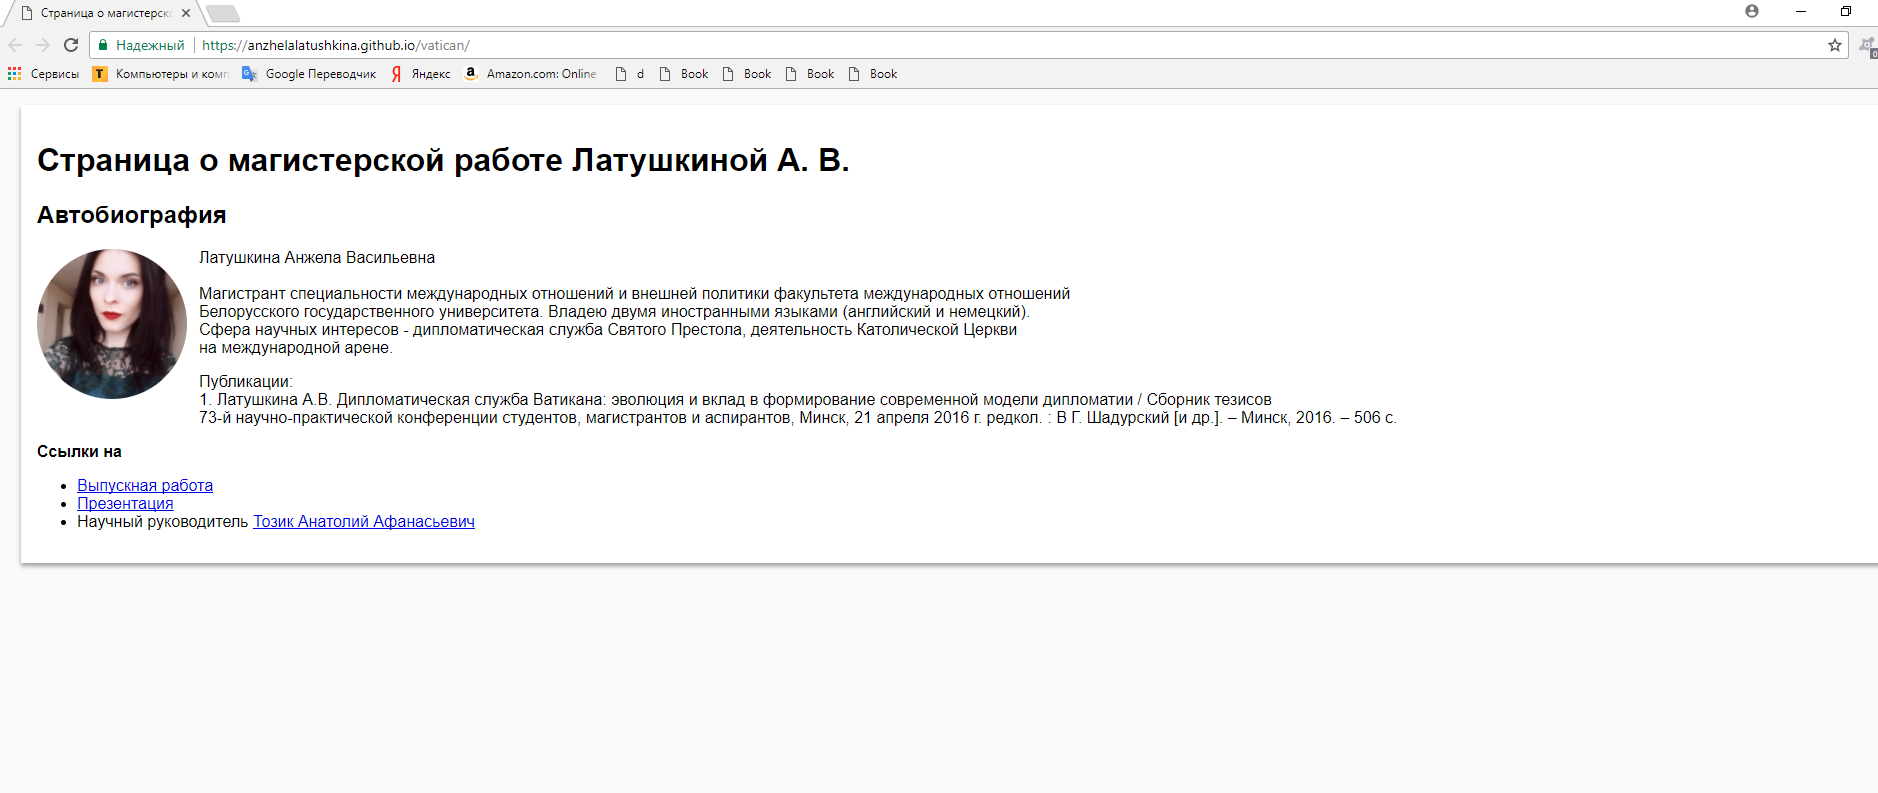 Страница о магистерск
Надежный
https://anzhelalatushkina.github.io/vatican/
Сервисы Компьютеры и комп Google Переводчик Яндекс Amazon.com: Online d Book Book Book Book
Страница о магистерской работе Латушкиной А. В.
Автобиография
Латушкина Анжела Васильевна
Магистрант специальности международных отношений и внешней политики факультета международных отношений
Белорусского государственного университета. Владею двумя иностранными языками (английский и немецкий).
Сфера научных интересов - дипломатическая служба Святого Престола, деятельность Католической Церкви
на международной арене.
Публикации:
1. Латушкина А.В. Дипломатическая служба Ватикана: эволюция и вклад в формирование современной модели дипломатии / Сборник тезисов
73-й научно-практической конференции студентов, магистрантов и аспирантов, Минск, 21 апреля 2016 г. редкол. : В Г. Шадурский [и др.]. – Минск, 2016. – 506 с.
Ссылки на
Выпускная работа
Презентация
Научный руководитель Тозик Анатолий Афанасьевич